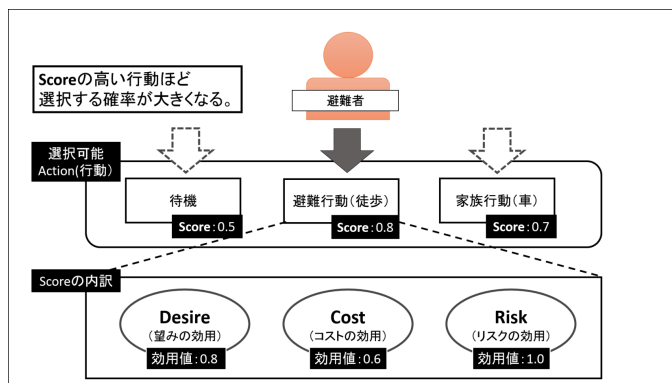 Scoreの高い行動ほど
選択する確率が大きくなる。
避難者
選択可能
Action(行動)
待機
Score:0.5
避難行動(徒歩)
Score:0.8
家族行動(車)
Score:0.7
Scoreの内訳
Desire
(望みの効用)
効用値:0.8
Cost
(コストの効用)
効用値:0.6
Risk
(リスクの効用)
効用値:1.0